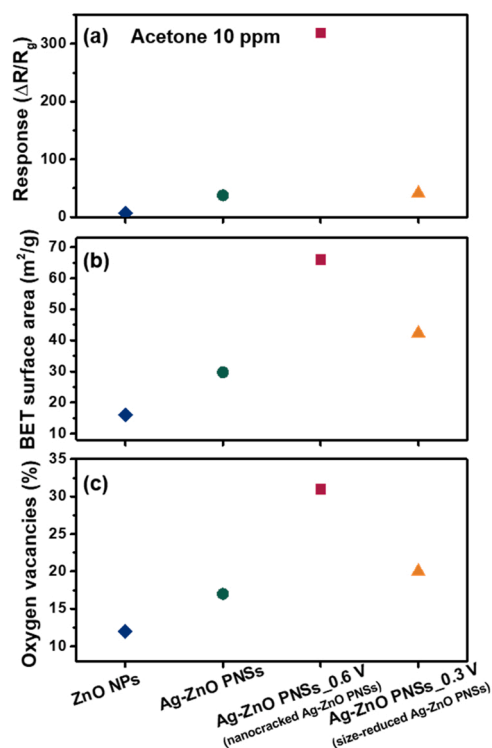 (a) Acetone 10 ppm
Response (ΔR/Rg)
300
200
100
0
(b)
BET surface area (m²/g)
70
60
50
40
30
20
10
(c)
Oxygen vacancies (%)
35
30
25
20
15
10
ZnO NPs
Ag-ZnO PNSs
Ag-ZnO PNSs_0.6 V
(nanocracked Ag-ZnO PNSs)
Ag-ZnO PNSs_0.3 V
(size-reduced Ag-ZnO PNSs)